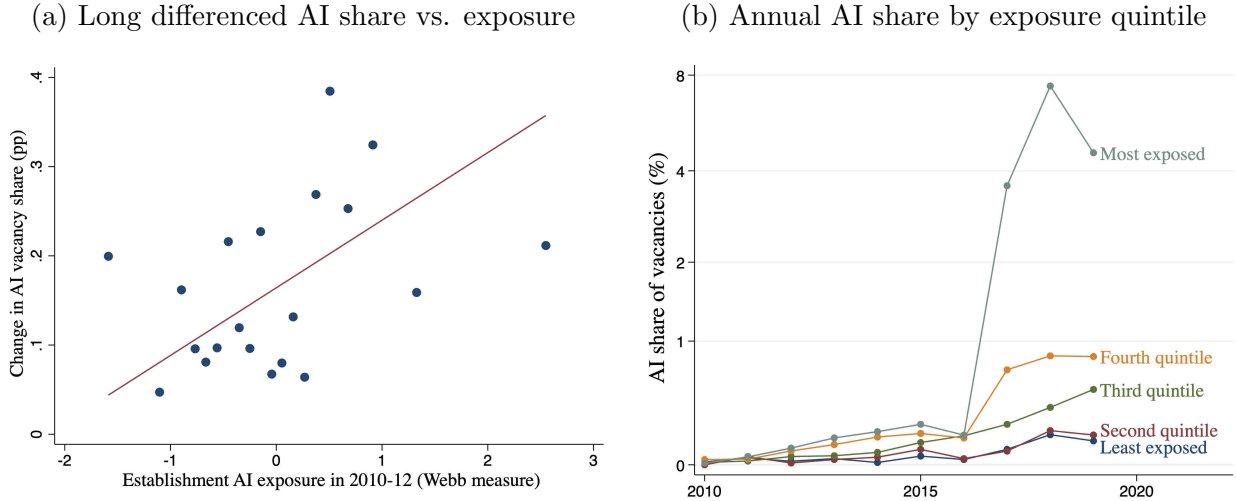 (a) Long differenced AI share vs. exposure
Change in AI vacancy share (pp)
.4
.3
.2
.1
0
-2
-1
0
1
2
3
Establishment AI exposure in 2010-12 (Webb measure)
(b) Annual AI share by exposure quintile
AI share of vacancies (%)
8
4
2
1
0
Most exposed
Fourth quintile
Third quintile
Second quintile
Least exposed
2010
2015
2020